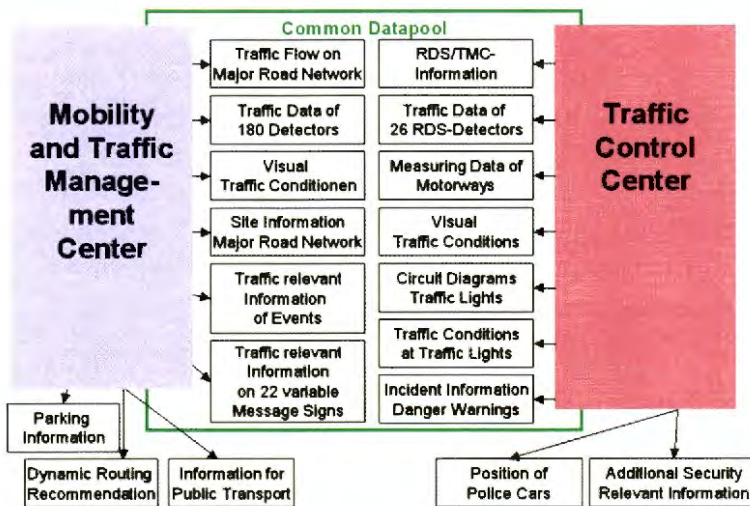 Common Datapool
Mobility
and Traffic
Manage-
ment
Center
Traffic Flow on
Major Road Network
Traffic Data of
180 Detectors
Visual
Traffic Conditionen
Site Information
Major Road Network
Traffic relevant
Information
of Events
Traffic relevant
Information
on 22 variable
Message Signs
RDS/TMC-
Information
Traffic Data of
26 RDS-Detectors
Measuring Data of
Motorways
Visual
Traffic Conditions
Circuit Diagrams
Traffic Lights
Traffic Conditions
at Traffic Lights
Incident Information
Danger Warnings
Traffic
Control
Center
Parking
Information
Dynamic Routing
Recommendation
Information for
Public Transport
Position of
Police Cars
Additional Security
Relevant Information